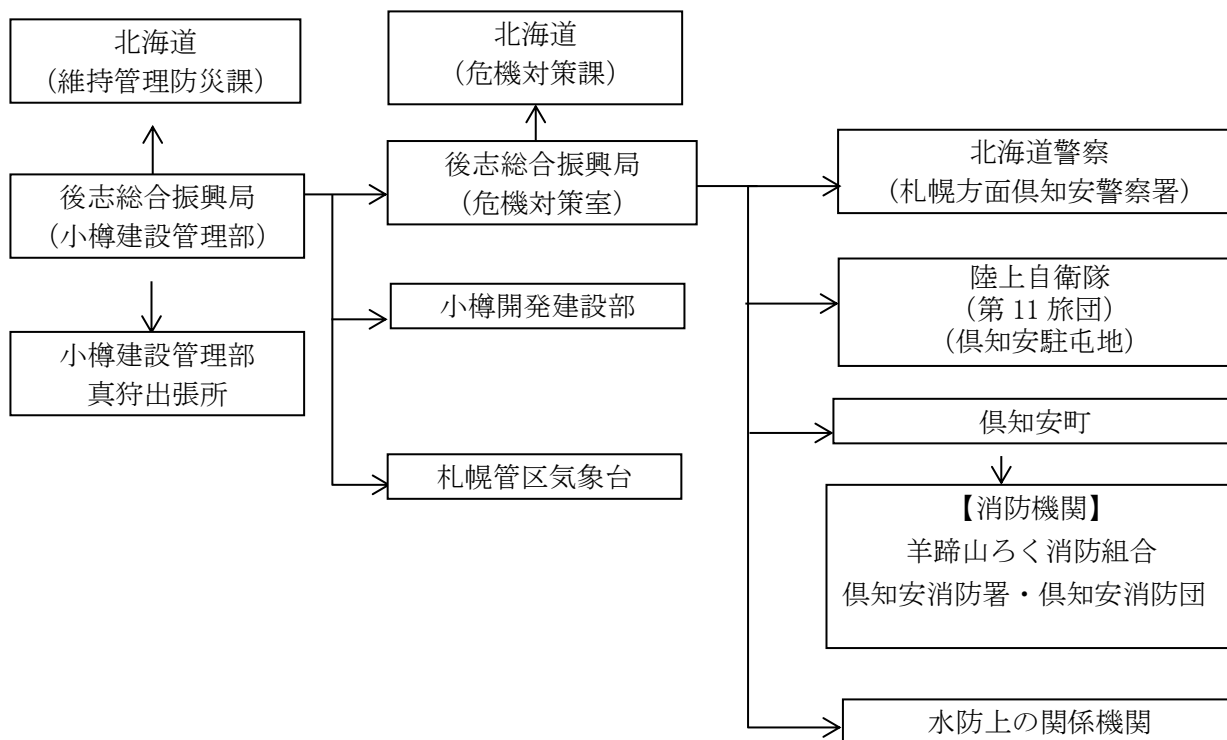 北海道
（維持管理防災課）
北海道
（危機対策課）
後志総合振興局
（小樽建設管理部）
後志総合振興局
（危機対策室）
北海道警察
（札幌方面倶知安警察署）
小樽開発建設部
陸上自衛隊
（第 11 旅団）
（倶知安駐屯地）
小樽建設管理部
真狩出張所
倶知安町
札幌管区気象台
【消防機関】
羊蹄山ろく消防組合
倶知安消防署・倶知安消防団
水防上の関係機関